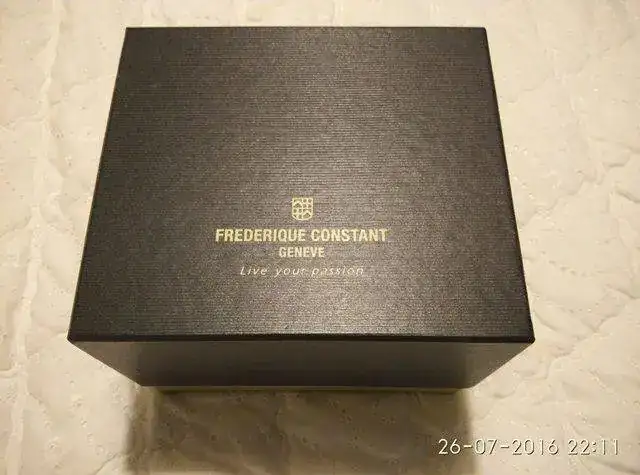 FREDERIQUE CONSTANT
GENEVE
Live your passion
26-07-2016 22:11